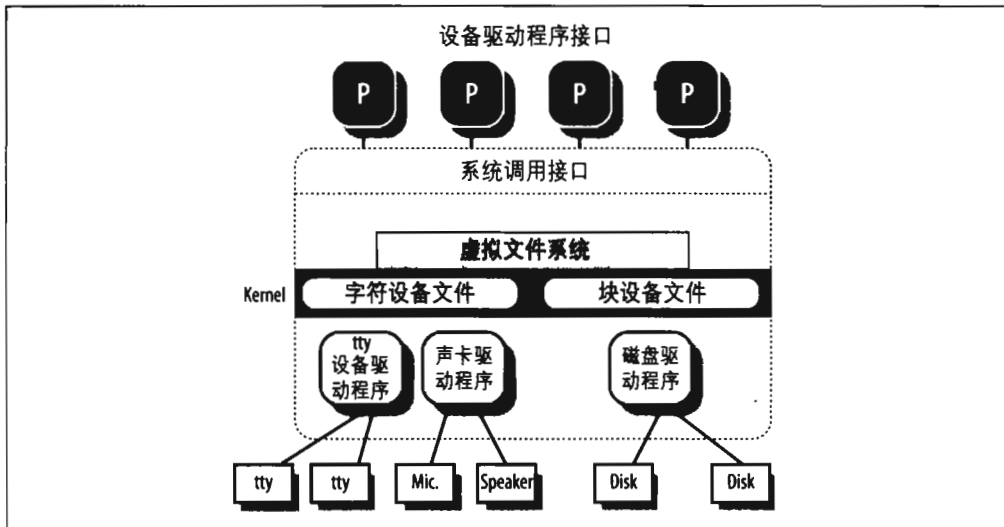 设备驱动程序接口
P P P P
系统调用接口
虚拟文件系统
Kernel 字符设备文件 块设备文件
tty
设备驱
动程序
声卡驱
动程序
磁盘驱
动程序
tty tty Mic. Speaker Disk Disk